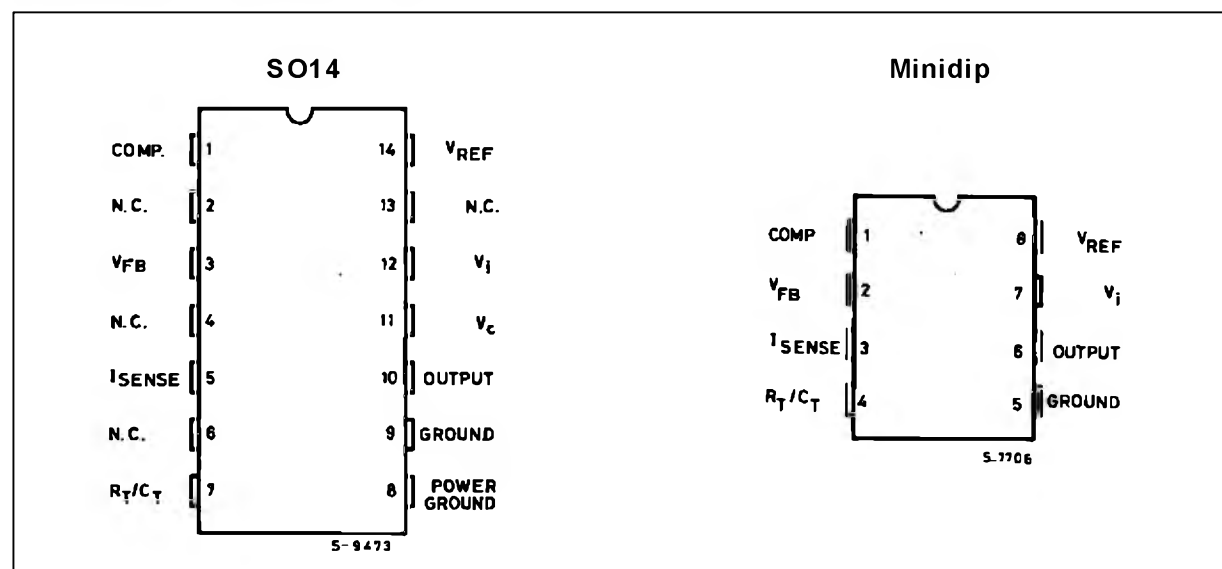 SO14
COMP. 1 14 VREF
N.C. 2 13 N.C.
VFB 3 12 Vi
N.C. 4 11 Vc
ISENSE 5 10 OUTPUT
N.C. 6 9 GROUND
RT/CT 7 8 POWER GROUND
S-9473
Minidip
COMP 1 8 VREF
VFB 2 7 Vi
ISENSE 3 6 OUTPUT
RT/CT 4 5 GROUND
S-7706